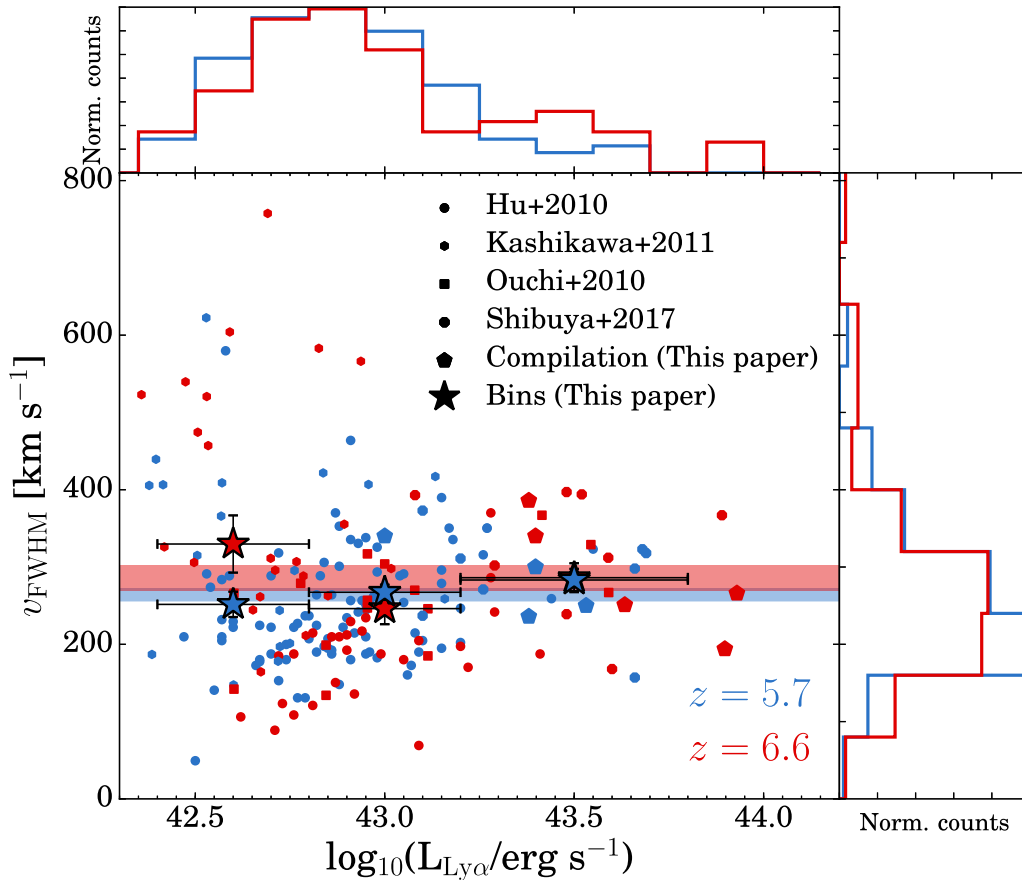 Norm. counts
800
600
400
200
0
v_FWHM [km s⁻¹]
Hu+2010
Kashikawa+2011
Ouchi+2010
Shibuya+2017
Compilation (This paper)
Bins (This paper)
z = 5.7
z = 6.6
42.5 43.0 43.5 44.0
log₁₀(L_Lyα/erg s⁻¹)
Norm. counts